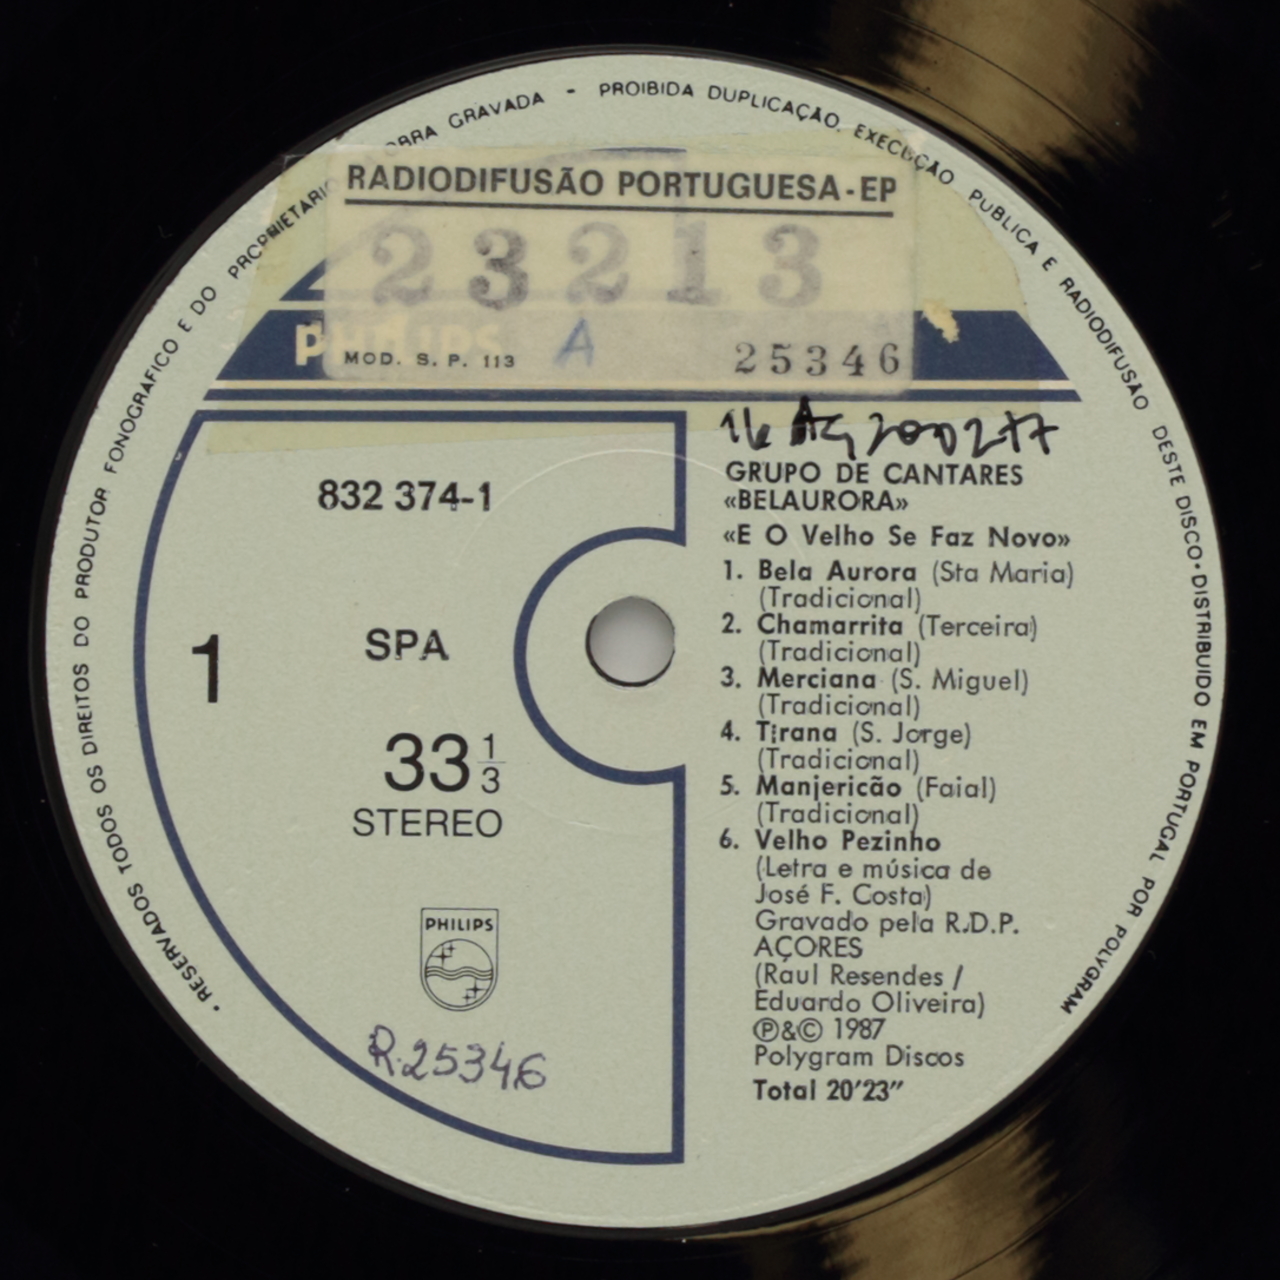 • RESERVADOS TODOS OS DIREITOS DO PRODUTOR FONOGRÁFICO E DO PROPRIETARIO OBRA GRAVADA - PROIBIDA DUPLICAÇÃO, EXECUÇÃO PUBLICA E RADIODIFUSÃO DESTE DISCO • DISTRIBUIDO EM PORTUGAL POR POLYGRAM
RADIODIFUSÃO PORTUGUESA-EP
23213
PHILIPS
MOD. S. P. 113 A 25346
832 374-1
1
SPA
33 1/3
STEREO
PHILIPS
R.25346
GRUPO DE CANTARES
«BELAURORA»
«E O Velho Se Faz Novo»
1. Bela Aurora (Sta Maria)
(Tradicional)
2. Chamarrita (Terceira)
(Tradicional)
3. Merciana (S. Miguel)
(Tradicional)
4. Tirana (S. Jorge)
(Tradicional)
5. Manjericão (Faial)
(Tradicional)
6. Velho Pezinho
(Letra e música de
José F. Costa)
Gravado pela R.D.P.
AÇORES
(Raul Resendes /
Eduardo Oliveira)
Ⓟ&© 1987
Polygram Discos
Total 20'23"